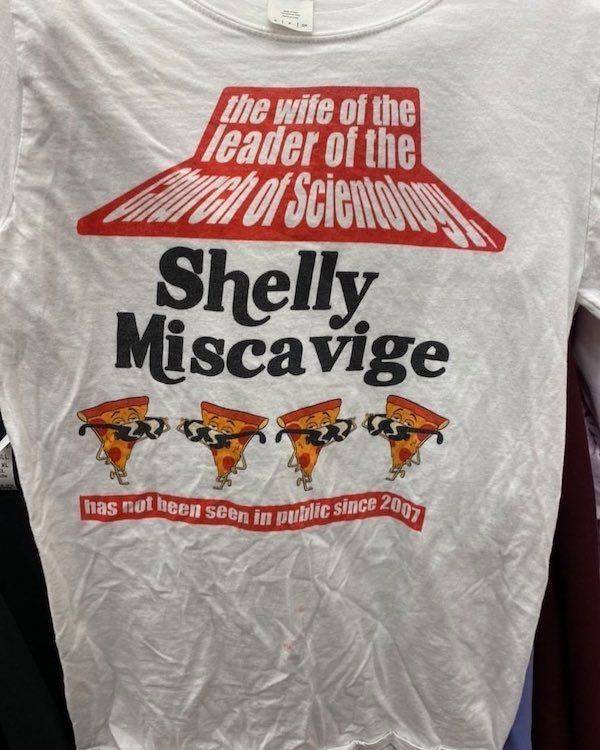 the wife of the
leader of the
Church of Scientology,
Shelly
Miscavige
has not been seen in public since 2007
XL